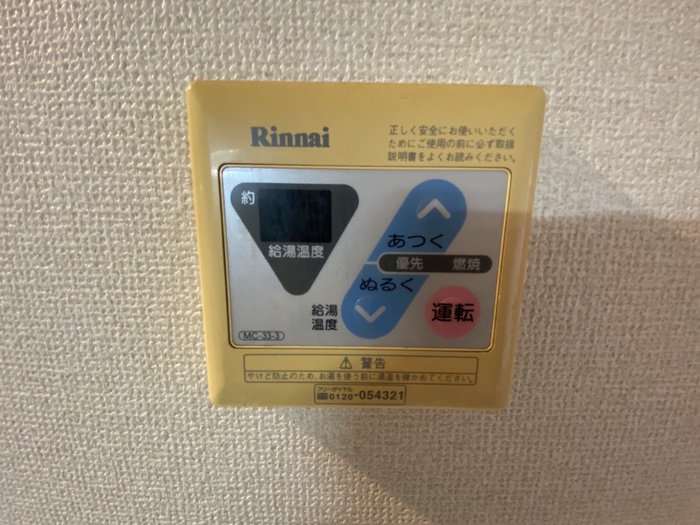 Rinnai
正しく安全にお使いいただく
ためにご使用の前に必ず取扱
説明書をよくお読みください。
約
給湯温度
あつく
優先 燃焼
ぬるく
給湯
温度
運転
MC-33-3
⚠ 警告
やけど防止のため、お湯を使う前に湯温を確かめてください。
フリーダイヤル
0120-054321